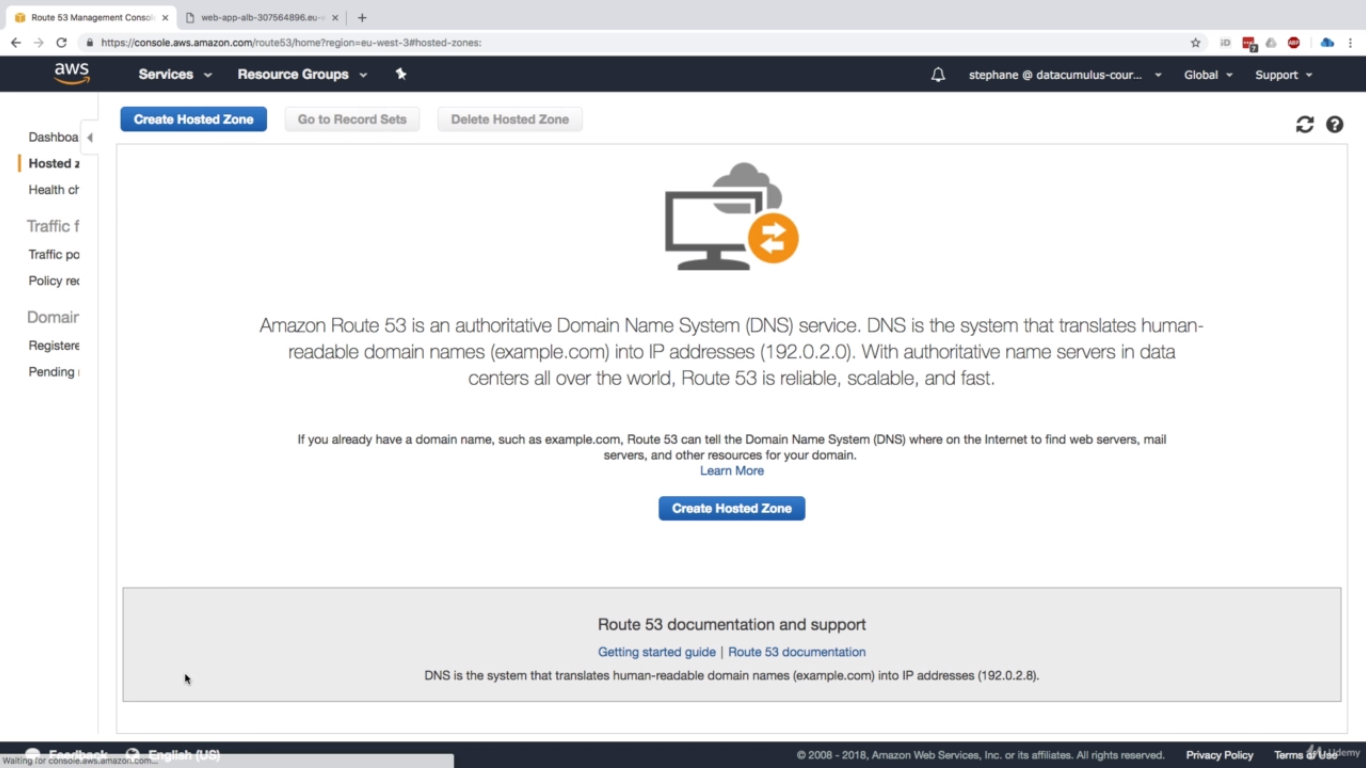 Route 53 Management Consol
web-app-alb-307564896.eu-
https://console.aws.amazon.com/route53/home?region=eu-west-3#hosted-zones:
aws
Services
Resource Groups
stephane @ datacumulus-cour...
Global
Support
Create Hosted Zone
Go to Record Sets
Delete Hosted Zone
Dashboa
Hosted z
Health ch
Traffic f
Traffic po
Policy rec
Domain
Registere
Pending
Amazon Route 53 is an authoritative Domain Name System (DNS) service. DNS is the system that translates human-
readable domain names (example.com) into IP addresses (192.0.2.0). With authoritative name servers in data
centers all over the world, Route 53 is reliable, scalable, and fast.
If you already have a domain name, such as example.com, Route 53 can tell the Domain Name System (DNS) where on the Internet to find web servers, mail
servers, and other resources for your domain.
Learn More
Create Hosted Zone
Route 53 documentation and support
Getting started guide | Route 53 documentation
DNS is the system that translates human-readable domain names (example.com) into IP addresses (192.0.2.8).
Feedback
English (US)
Waiting for console.aws.amazon.com...
© 2008 - 2018, Amazon Web Services, Inc. or its affiliates. All rights reserved.
Privacy Policy
Terms of Use
Udemy